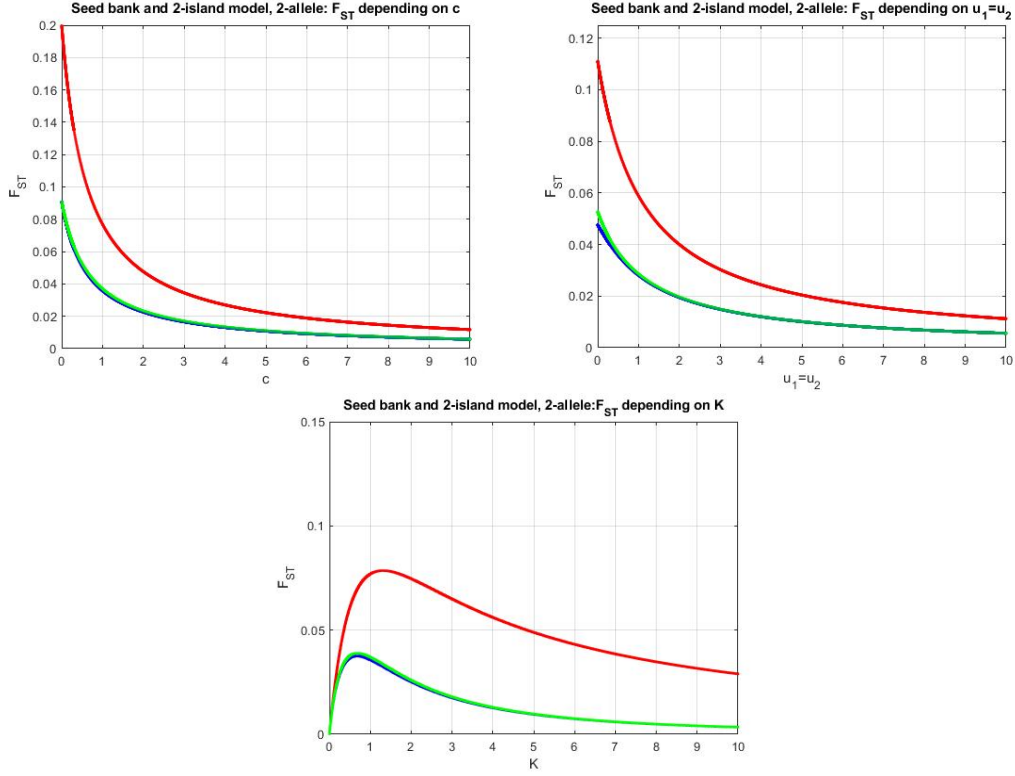 Seed bank and 2-island model, 2-allele: F_ST depending on c
0.2
0.18
0.16
0.14
0.12
0.1
0.08
0.06
0.04
0.02
0
F_ST
0 1 2 3 4 5 6 7 8 9 10
c
Seed bank and 2-island model, 2-allele: F_ST depending on u_1=u_2
0.12
0.1
0.08
0.06
0.04
0.02
0
F_ST
0 1 2 3 4 5 6 7 8 9 10
u_1=u_2
Seed bank and 2-island model, 2-allele:F_ST depending on K
0.15
0.1
0.05
0
F_ST
0 1 2 3 4 5 6 7 8 9 10
K